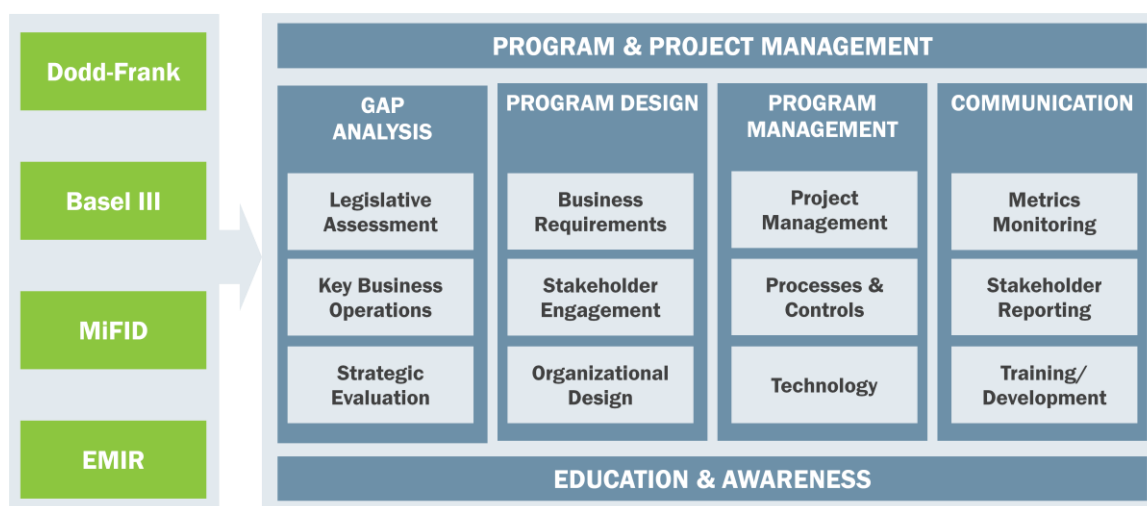 Dodd-Frank
Basel III
MiFID
EMIR
PROGRAM & PROJECT MANAGEMENT
GAP
ANALYSIS
Legislative
Assessment
Key Business
Operations
Strategic
Evaluation
PROGRAM DESIGN
Business
Requirements
Stakeholder
Engagement
Organizational
Design
PROGRAM
MANAGEMENT
Project
Management
Processes &
Controls
Technology
COMMUNICATION
Metrics
Monitoring
Stakeholder
Reporting
Training/
Development
EDUCATION & AWARENESS